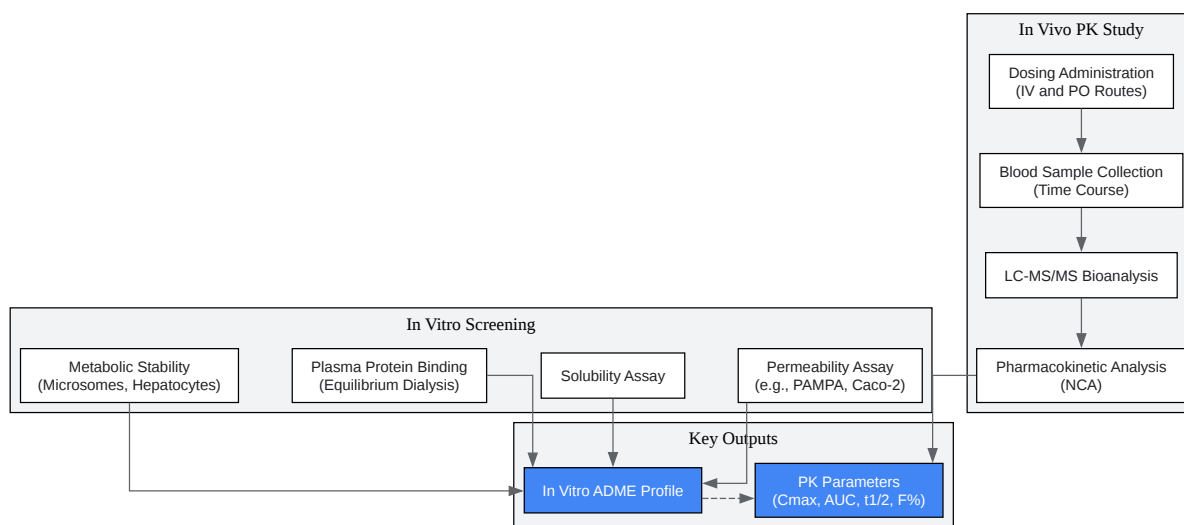 In Vivo PK Study
Dosing Administration
(IV and PO Routes)
Blood Sample Collection
(Time Course)
LC-MS/MS Bioanalysis
Pharmacokinetic Analysis
(NCA)
In Vitro Screening
Metabolic Stability
(Microsomes, Hepatocytes)
Plasma Protein Binding
(Equilibrium Dialysis)
Solubility Assay
Permeability Assay
(e.g., PAMPA, Caco-2)
Key Outputs
In Vitro ADME Profile
PK Parameters
(Cmax, AUC, t1/2, F%)